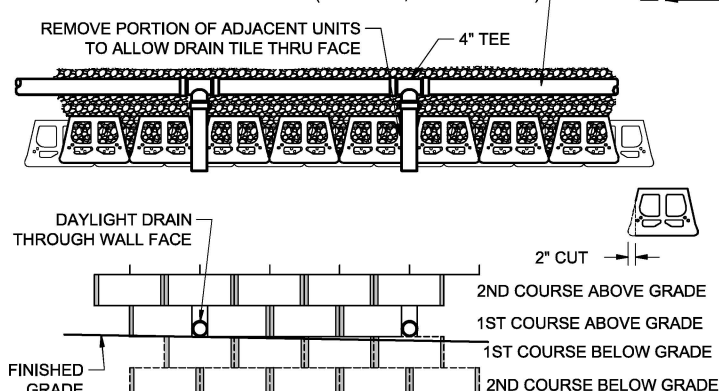 REMOVE PORTION OF ADJACENT UNITS
TO ALLOW DRAIN TILE THRU FACE
4" TEE
DAYLIGHT DRAIN
THROUGH WALL FACE
2" CUT
2ND COURSE ABOVE GRADE
1ST COURSE ABOVE GRADE
1ST COURSE BELOW GRADE
FINISHED
GRADE
2ND COURSE BELOW GRADE